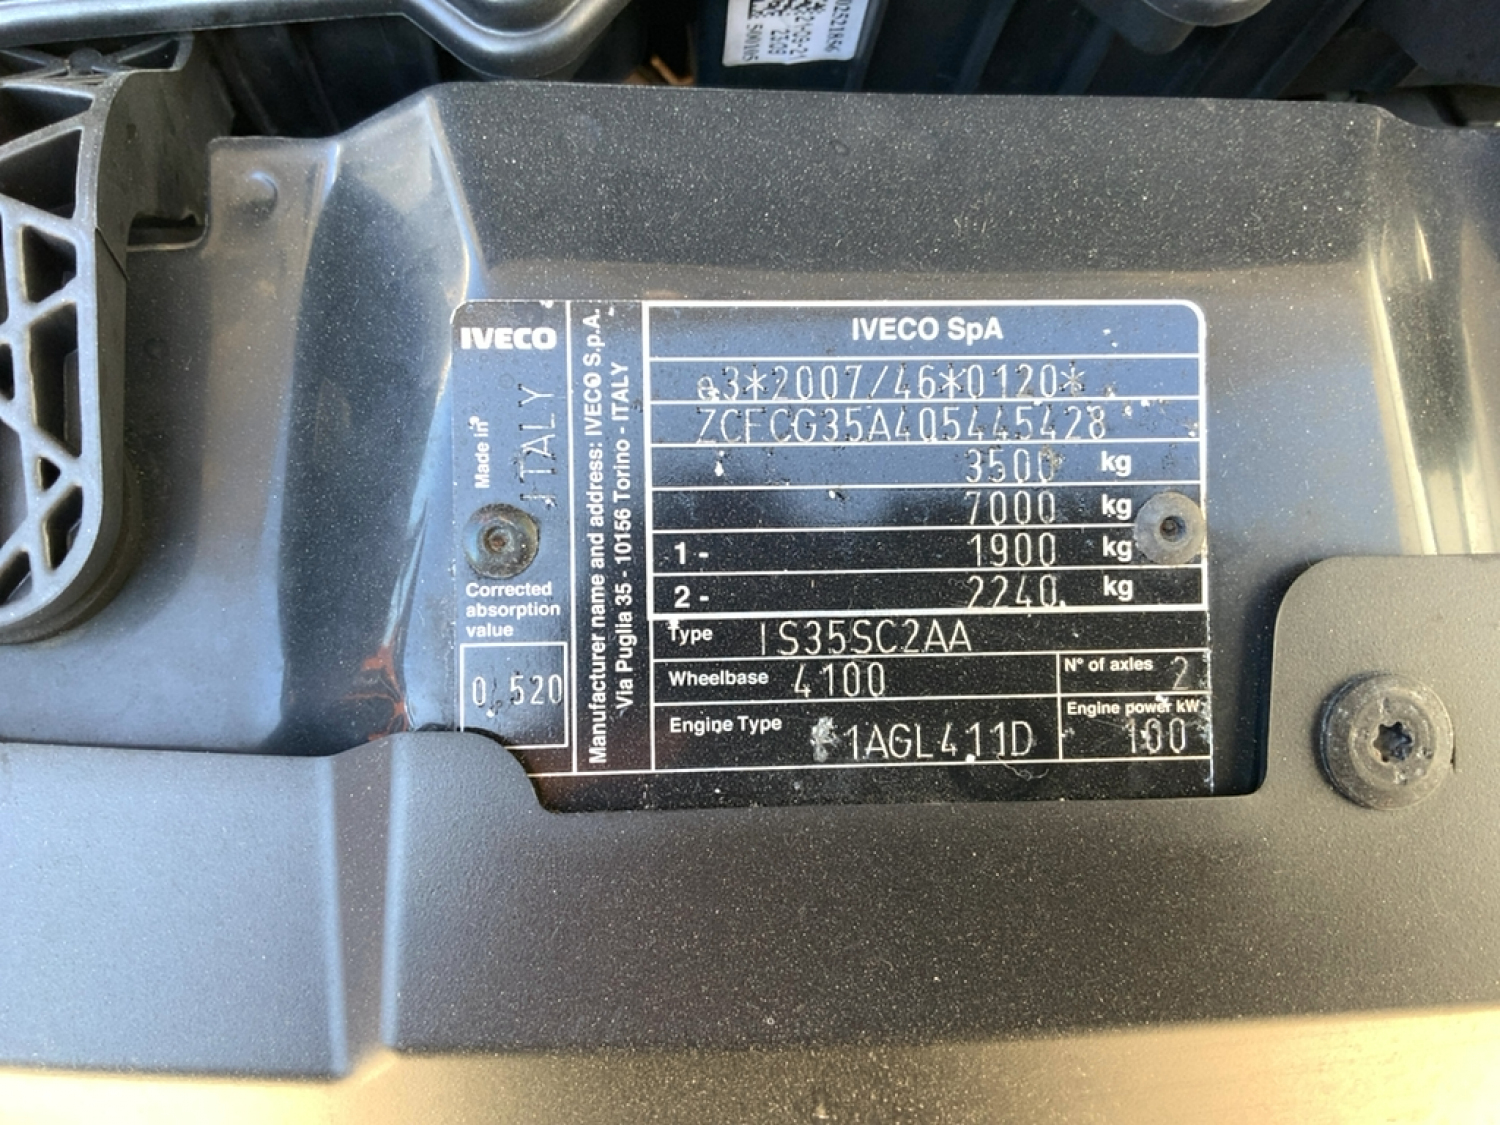 IVECO
Made in
ITALY
Corrected
absorption
value
0,520
Manufacturer name and address: IVECO S.p.A.
Via Puglia 35 - 10156 Torino - ITALY
IVECO SpA
e3*2007/46*0120*
ZCFCG35A405445428
3500 kg
7000 kg
1 - 1900 kg
2 - 2240 kg
Type IS35SC2AA
Wheelbase 4100
N° of axles 2
Engine Type F1AGL411D
Engine power kW
100